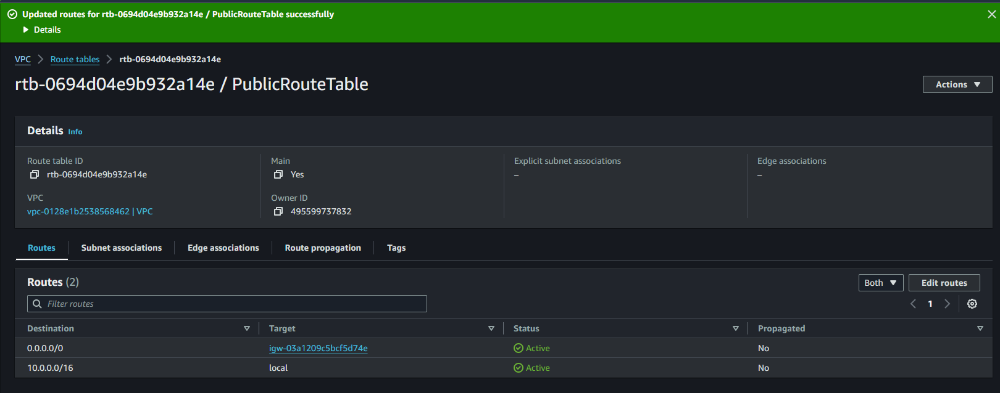 Updated routes for rtb-0694d04e9b932a14e / PublicRouteTable successfully
Details
VPC Route tables rtb-0694d04e9b932a14e
rtb-0694d04e9b932a14e / PublicRouteTable
Actions
Details Info
Route table ID Main Explicit subnet associations Edge associations
rtb-0694d04e9b932a14e Yes – –
VPC Owner ID
vpc-0128e1b2538568462 | VPC 495599737832
Routes Subnet associations Edge associations Route propagation Tags
Routes (2) Both Edit routes
Filter routes 1
Destination Target Status Propagated
0.0.0.0/0 igw-03a1209c5bcf5d74e Active No
10.0.0.0/16 local Active No